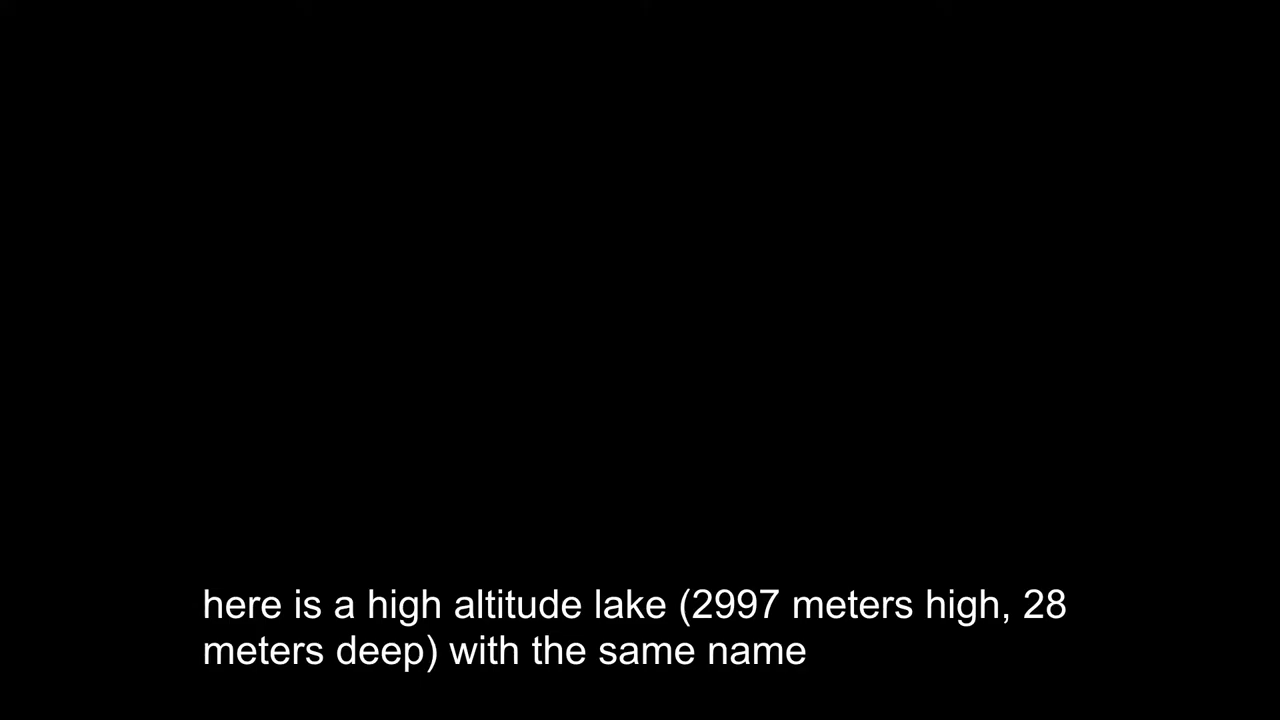 here is a high altitude lake (2997 meters high, 28
meters deep) with the same name